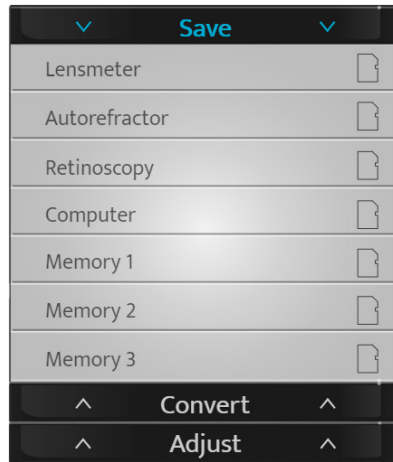 Save
Lensmeter
Autorefractor
Retinoscopy
Computer
Memory 1
Memory 2
Memory 3
Convert
Adjust